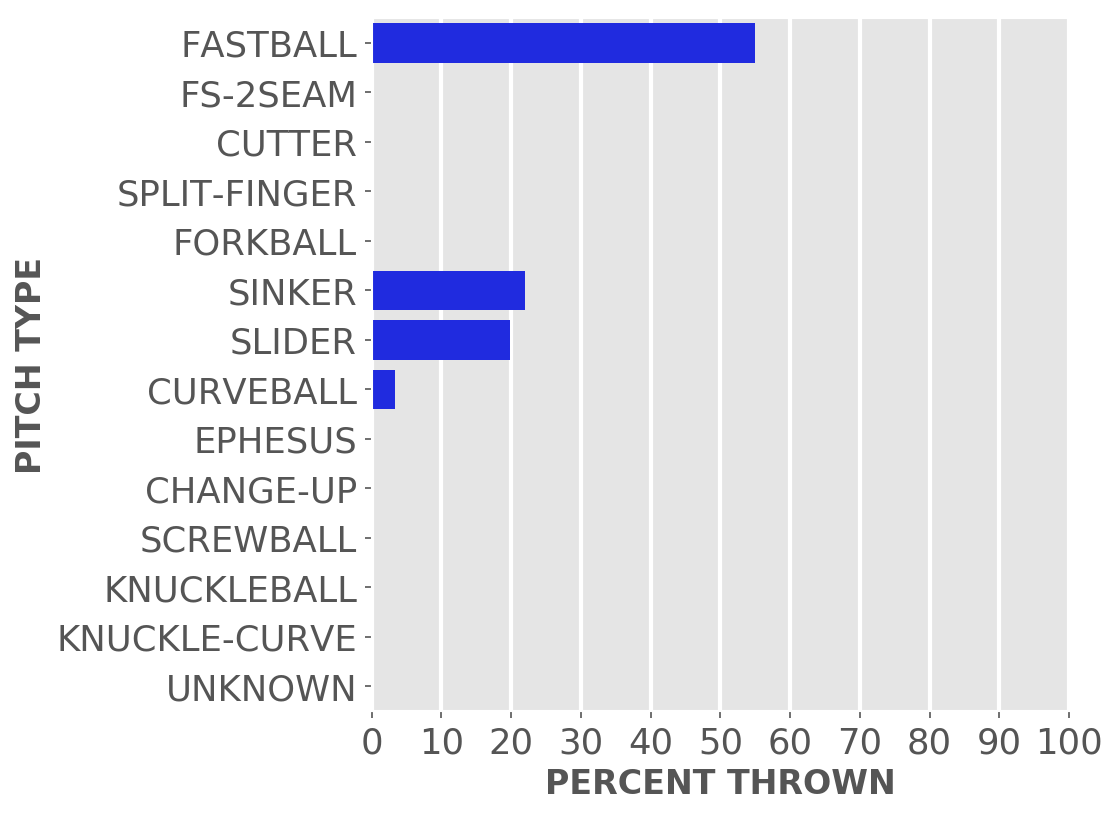 FASTBALL
FS-2SEAM
CUTTER
SPLIT-FINGER
FORKBALL
SINKER
SLIDER
CURVEBALL
EPHESUS
CHANGE-UP
SCREWBALL
KNUCKLEBALL
KNUCKLE-CURVE
UNKNOWN
PITCH TYPE
0 10 20 30 40 50 60 70 80 90 100
PERCENT THROWN